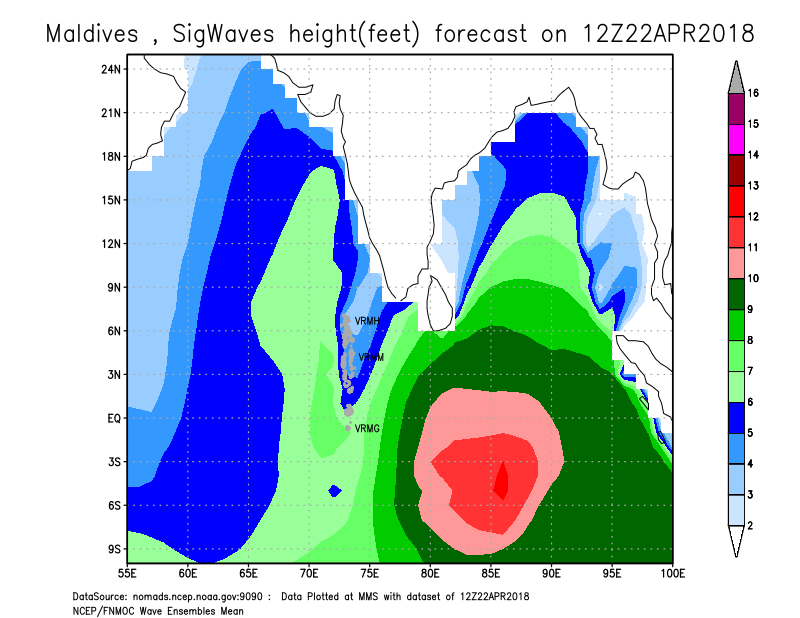 Maldives , SigWaves height(feet) forecast on 12Z22APR2018
24N
21N
18N
15N
12N
9N
6N
3N
EQ
3S
6S
9S
VRMH
VRMM
VRMG
55E 60E 65E 70E 75E 80E 85E 90E 95E 100E
16
15
14
13
12
11
10
9
8
7
6
5
4
3
2
DataSource: nomads.ncep.noaa.gov:9090 : Data Plotted at MMS with dataset of 12Z22APR2018
NCEP/FNMOC Wave Ensembles Mean